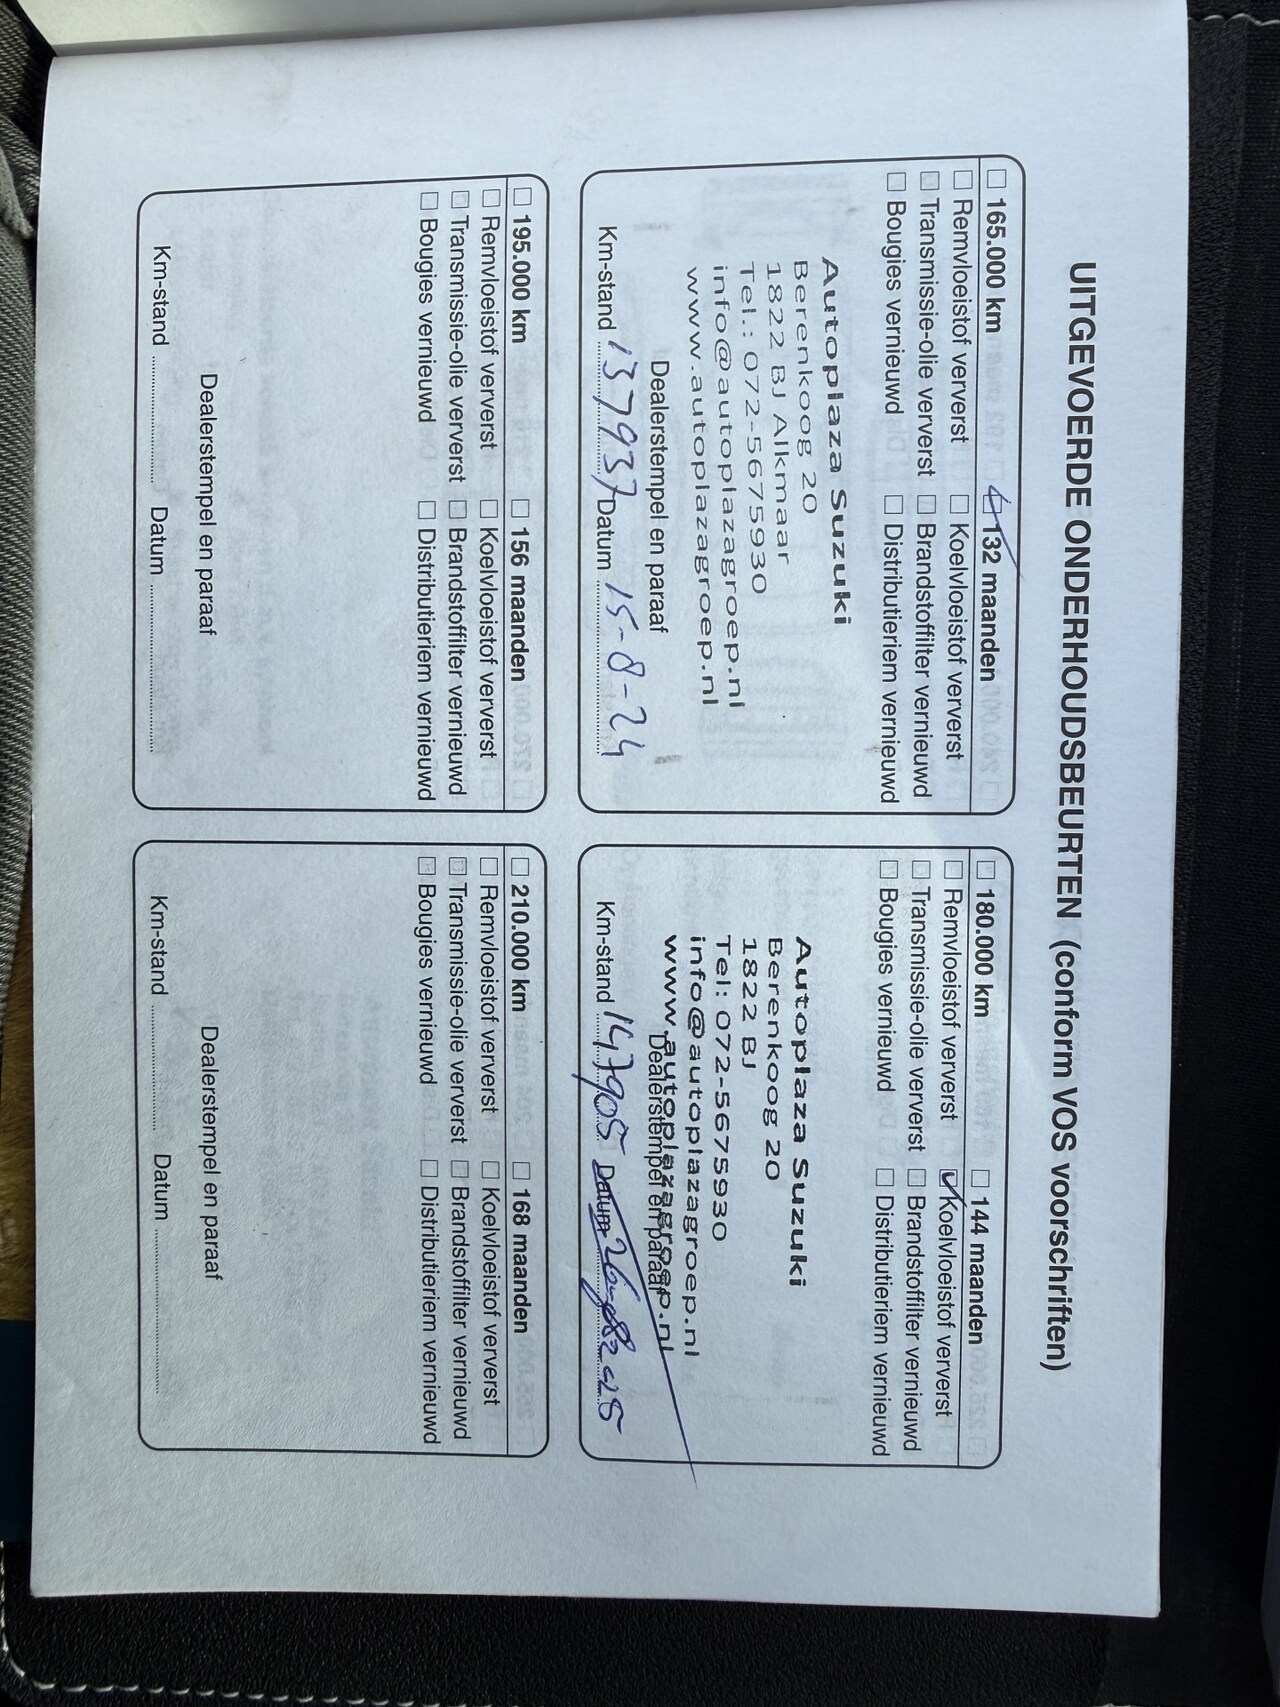 UITGEVOERDE ONDERHOUDSBEURTEN (conform VOS voorschriften)
165.000 km 132 maanden
Remvloeistof ververst Koelvloeistof ververst
Transmissie-olie ververst Brandstoffilter vernieuwd
Bougies vernieuwd Distributieriem vernieuwd
Autoplaza Suzuki
Berenkoog 20
1822 BJ Alkmaar
Tel.: 072-5675930
info@autoplazagroep.nl
www.autoplazagroep.nl
Dealerstempel en paraaf
Km-stand 137937 Datum 15-8-24
180.000 km 144 maanden
Remvloeistof ververst Koelvloeistof ververst
Transmissie-olie ververst Brandstoffilter vernieuwd
Bougies vernieuwd Distributieriem vernieuwd
Autoplaza Suzuki
Berenkoog 20
1822 BJ
Tel: 072-5675930
info@autoplazagroep.nl
www.autoplazagroep.nl
Dealerstempel en paraaf
Km-stand 147905 Datum
195.000 km 156 maanden
Remvloeistof ververst Koelvloeistof ververst
Transmissie-olie ververst Brandstoffilter vernieuwd
Bougies vernieuwd Distributieriem vernieuwd
Dealerstempel en paraaf
Km-stand Datum
210.000 km 168 maanden
Remvloeistof ververst Koelvloeistof ververst
Transmissie-olie ververst Brandstoffilter vernieuwd
Bougies vernieuwd Distributieriem vernieuwd
Dealerstempel en paraaf
Km-stand Datum